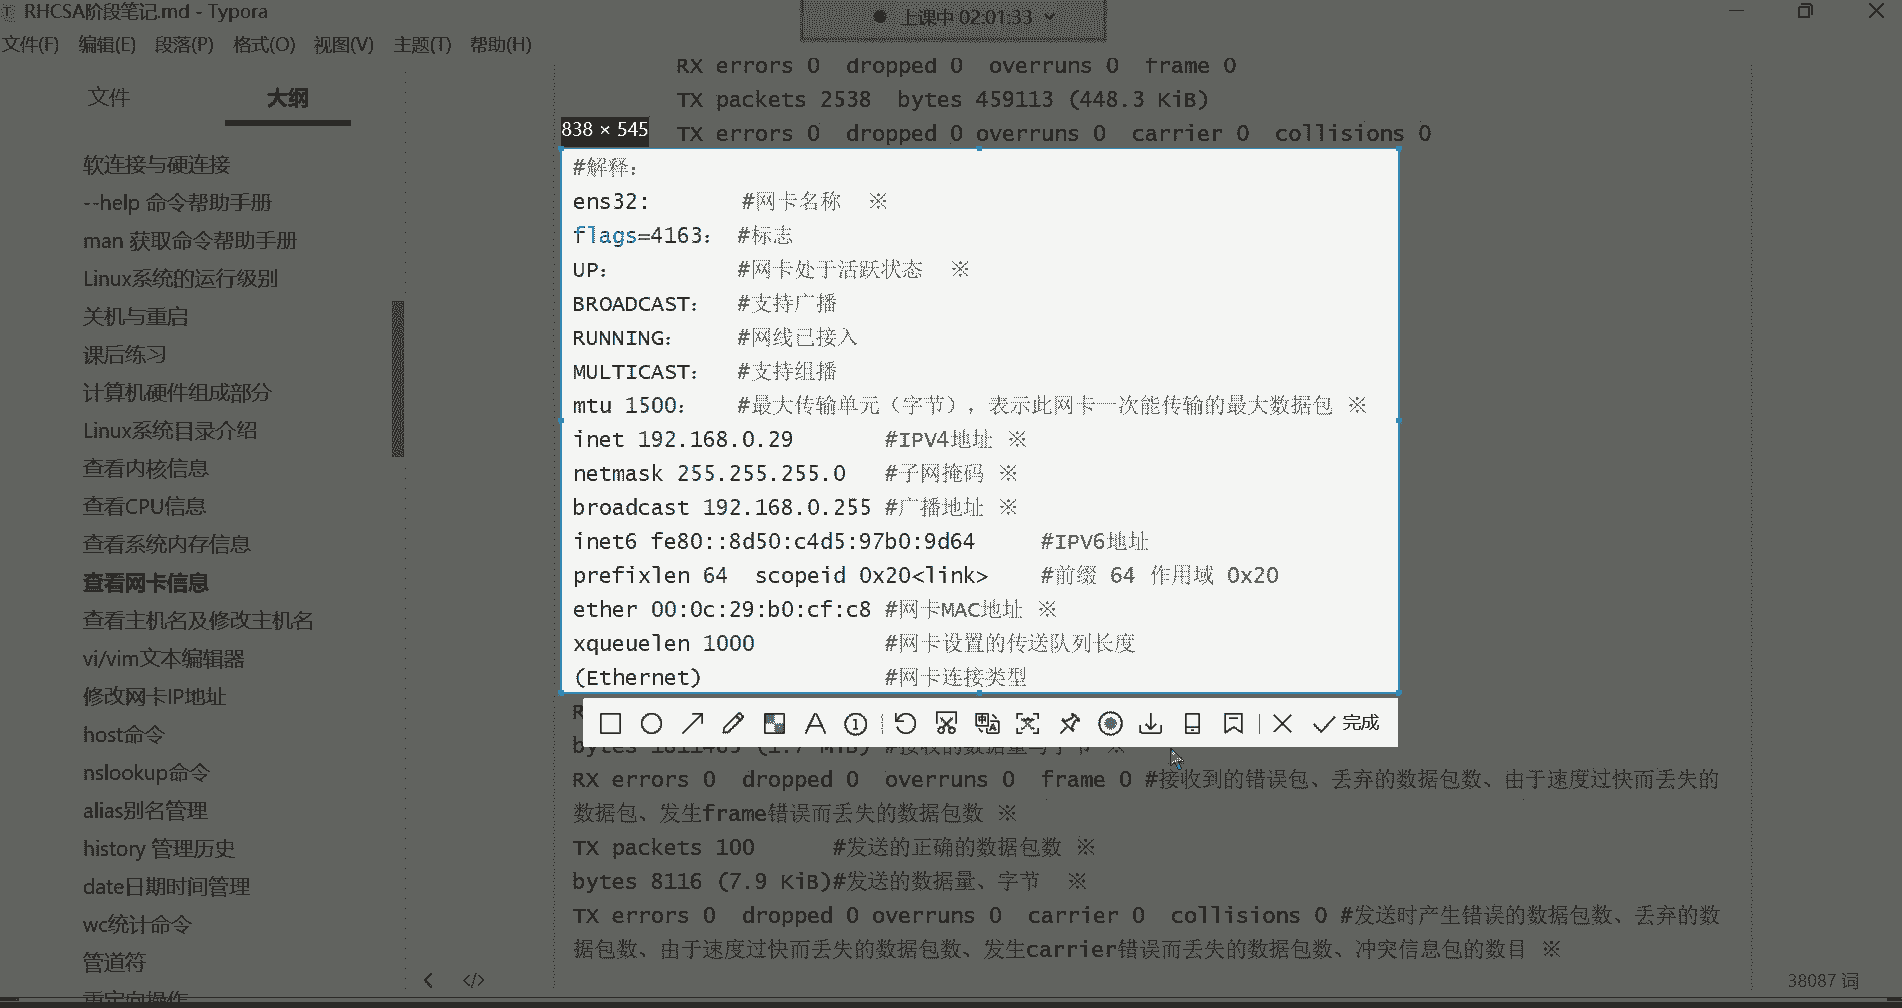 RHCSA阶段笔记.md - Typora
上课中 02:01:33
文件(F) 编辑(E) 段落(P) 格式(O) 视图(V) 主题(T) 帮助(H)
文件 大纲
软连接与硬连接
--help 命令帮助手册
man 获取命令帮助手册
Linux系统的运行级别
关机与重启
课后练习
计算机硬件组成部分
Linux系统目录介绍
查看内核信息
查看CPU信息
查看系统内存信息
查看网卡信息
查看主机名及修改主机名
vi/vim文本编辑器
修改网卡IP地址
host命令
nslookup命令
alias别名管理
history 管理历史
date日期时间管理
wc统计命令
管道符
重定向操作
RX errors 0  dropped 0  overruns 0  frame 0
TX packets 2538  bytes 459113 (448.3 KiB)
838 × 545
TX errors 0  dropped 0 overruns 0  carrier 0  collisions 0
#解释：
ens32:       #网卡名称  ※
flags=4163： #标志
UP：         #网卡处于活跃状态  ※
BROADCAST：  #支持广播
RUNNING：    #网线已接入
MULTICAST：  #支持组播
mtu 1500：   #最大传输单元（字节），表示此网卡一次能传输的最大数据包 ※
inet 192.168.0.29       #IPV4地址 ※
netmask 255.255.255.0   #子网掩码 ※
broadcast 192.168.0.255 #广播地址 ※
inet6 fe80::8d50:c4d5:97b0:9d64     #IPV6地址
prefixlen 64  scopeid 0x20<link>    #前缀 64 作用域 0x20
ether 00:0c:29:b0:cf:c8 #网卡MAC地址 ※
xqueuelen 1000          #网卡设置的传送队列长度
(Ethernet)              #网卡连接类型
完成
RX errors 0  dropped 0  overruns 0  frame 0 #接收到的错误包、丢弃的数据包数、由于速度过快而丢失的
数据包、发生frame错误而丢失的数据包数 ※
TX packets 100      #发送的正确的数据包数 ※
bytes 8116 (7.9 KiB)#发送的数据量、字节  ※
TX errors 0  dropped 0 overruns 0  carrier 0  collisions 0 #发送时产生错误的数据包数、丢弃的数
据包数、由于速度过快而丢失的数据包数、发生carrier错误而丢失的数据包数、冲突信息包的数目 ※
38087 词